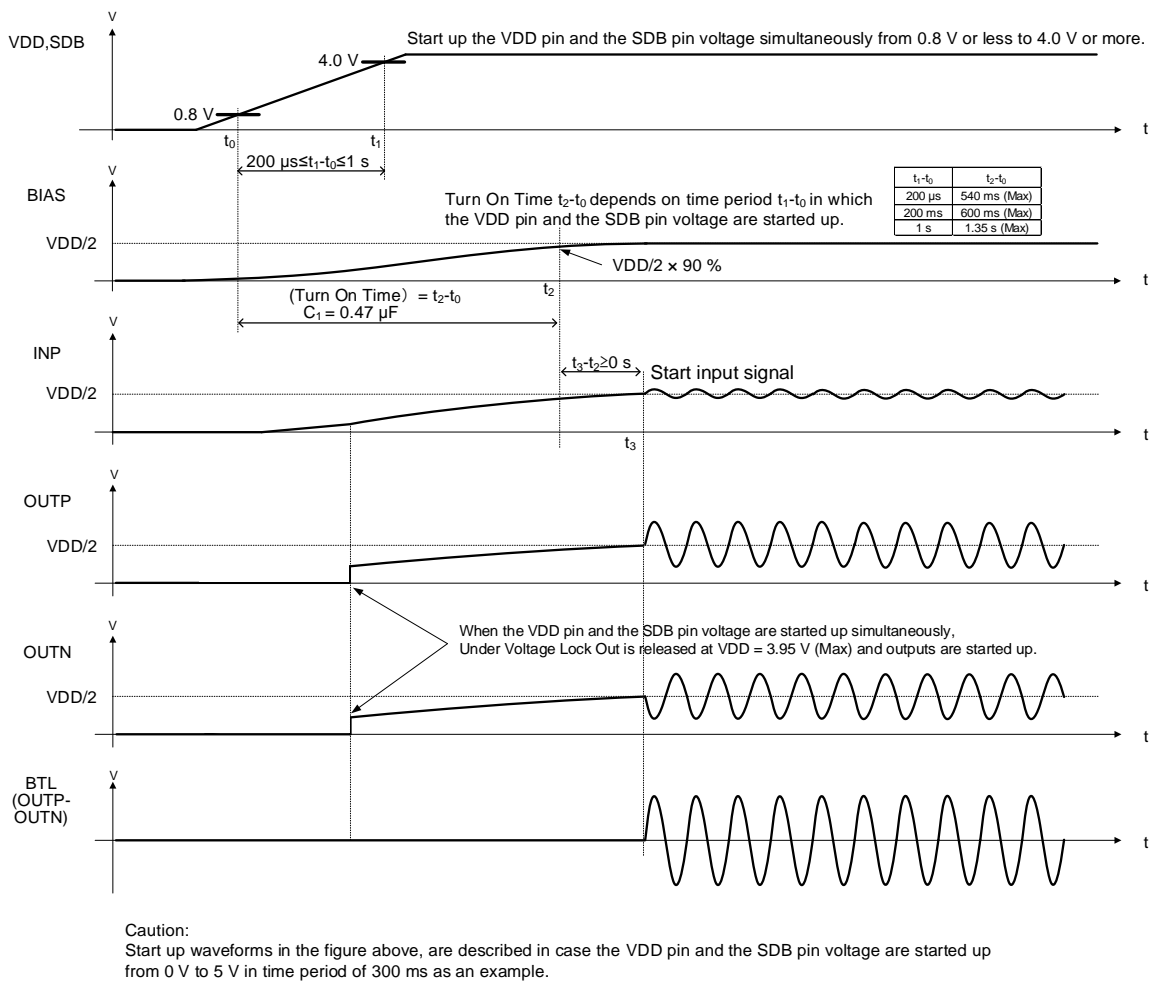 V
VDD,SDB
Start up the VDD pin and the SDB pin voltage simultaneously from 0.8 V or less to 4.0 V or more.
4.0 V
0.8 V
t
t₀
t₁
200 µs≤t₁-t₀≤1 s
V
BIAS
Turn On Time t₂-t₀ depends on time period t₁-t₀ in which
the VDD pin and the SDB pin voltage are started up.
t₁-t₀ t₂-t₀
200 µs 540 ms (Max)
200 ms 600 ms (Max)
1 s 1.35 s (Max)
VDD/2
VDD/2 × 90 %
t
t₂
(Turn On Time) = t₂-t₀
C₁ = 0.47 µF
V
INP
t₃-t₂≥0 s
Start input signal
VDD/2
t
t₃
V
OUTP
VDD/2
t
V
OUTN
When the VDD pin and the SDB pin voltage are started up simultaneously,
Under Voltage Lock Out is released at VDD = 3.95 V (Max) and outputs are started up.
VDD/2
t
V
BTL
(OUTP-
OUTN)
t
Caution:
Start up waveforms in the figure above, are described in case the VDD pin and the SDB pin voltage are started up
from 0 V to 5 V in time period of 300 ms as an example.